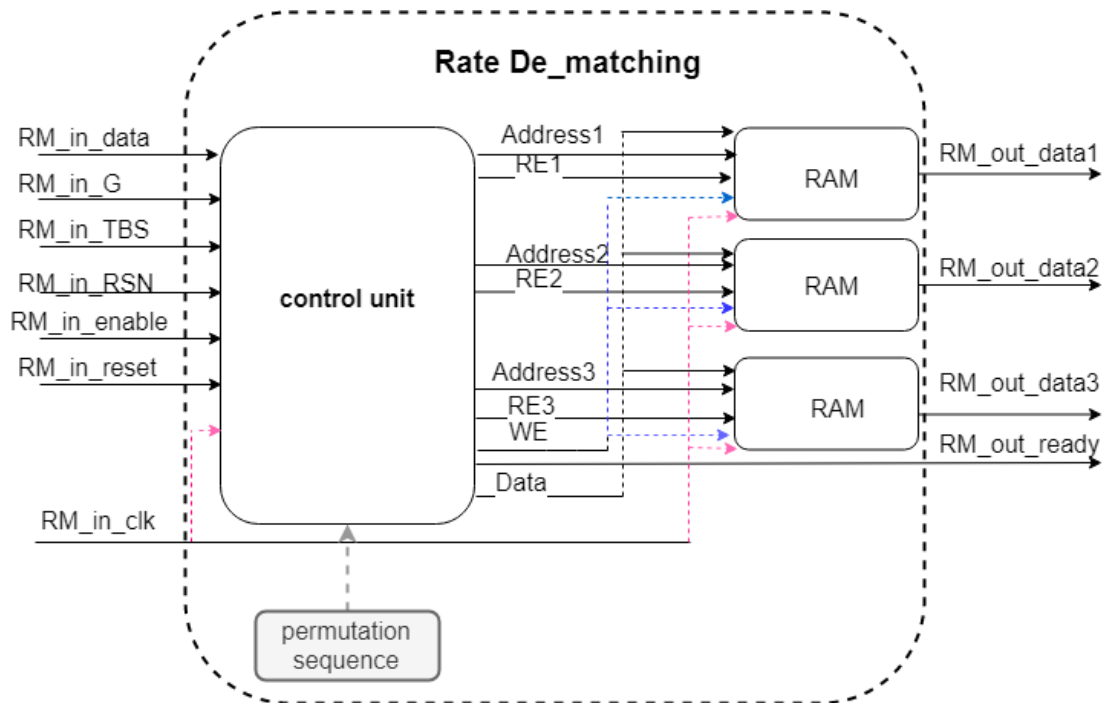 Rate De_matching
RM_in_data
RM_in_G
RM_in_TBS
RM_in_RSN
RM_in_enable
RM_in_reset
RM_in_clk
control unit
permutation
sequence
Address1
RE1
Address2
RE2
Address3
RE3
WE
Data
RAM
RAM
RAM
RM_out_data1
RM_out_data2
RM_out_data3
RM_out_ready